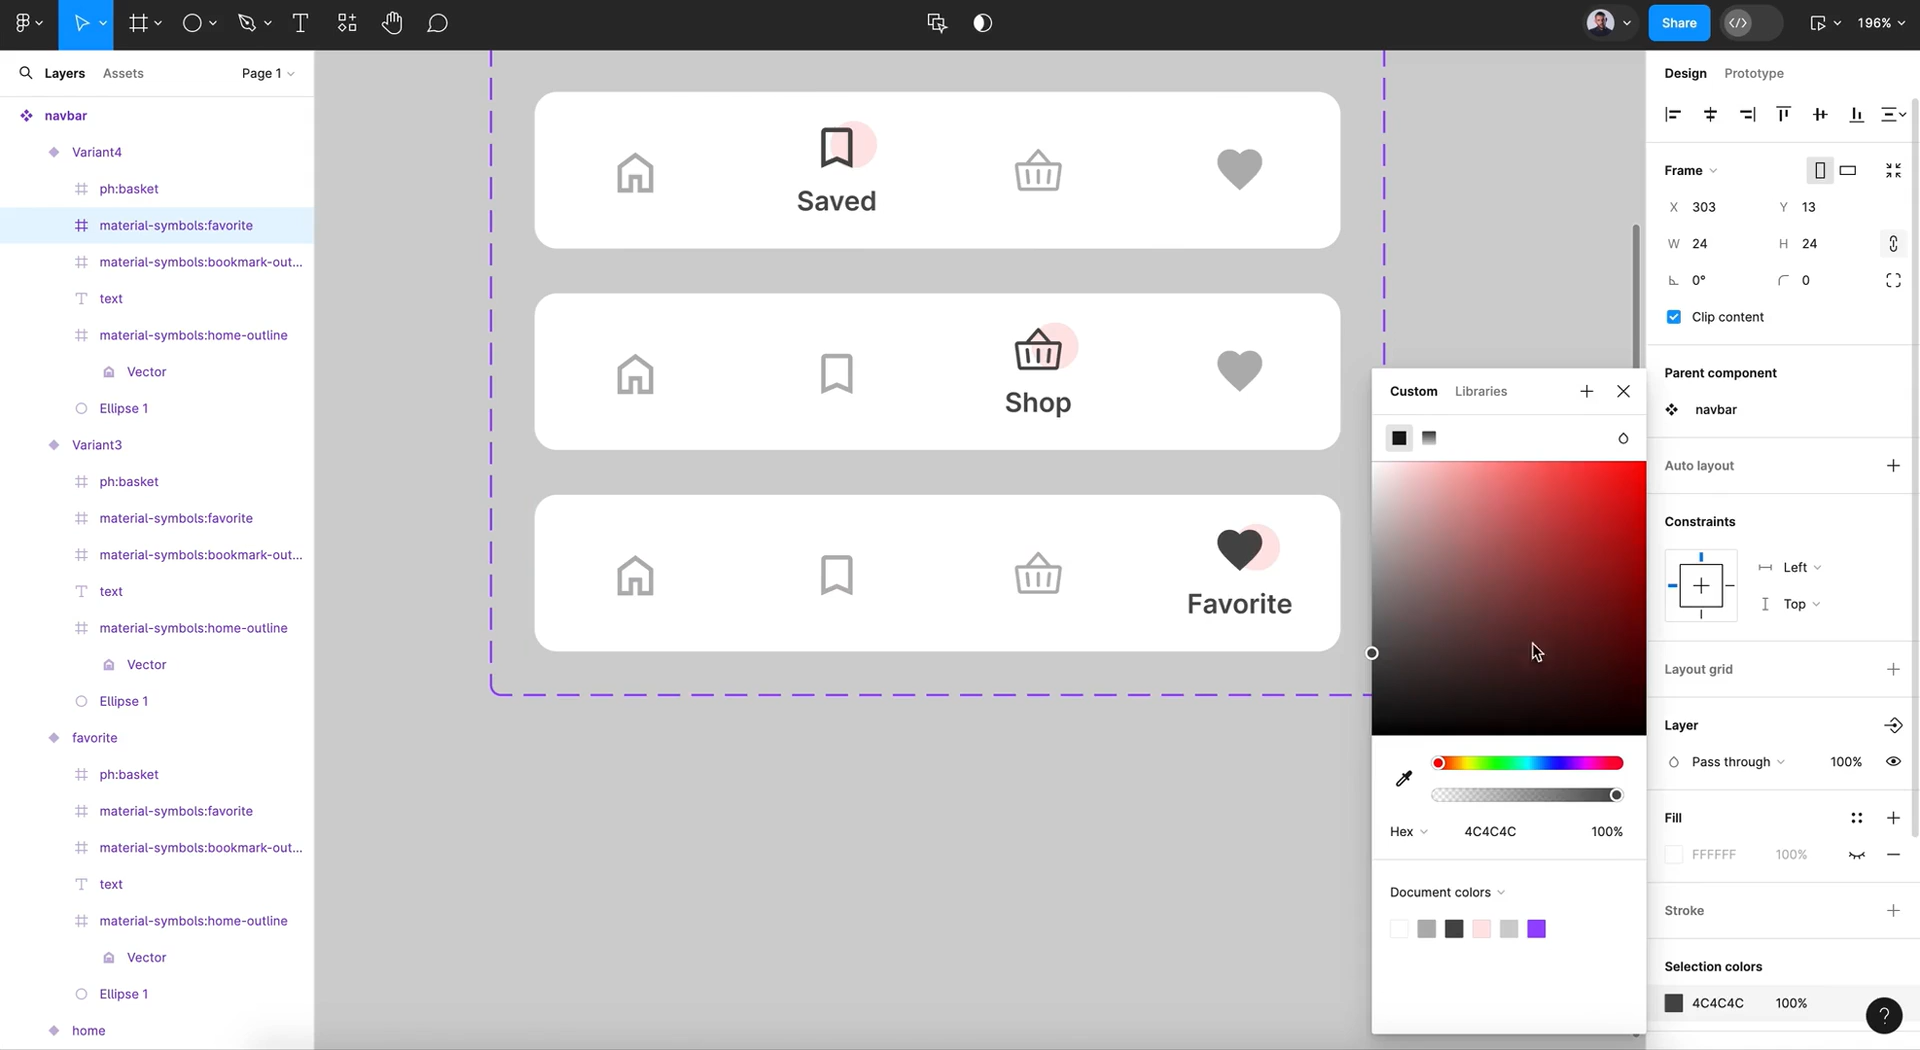 Share
196%
Layers
Assets
Page 1
navbar
Variant4
ph:basket
material-symbols:favorite
material-symbols:bookmark-out...
text
material-symbols:home-outline
Vector
Ellipse 1
Variant3
ph:basket
material-symbols:favorite
material-symbols:bookmark-out...
text
material-symbols:home-outline
Vector
Ellipse 1
favorite
ph:basket
material-symbols:favorite
material-symbols:bookmark-out...
text
material-symbols:home-outline
Vector
Ellipse 1
home
Saved
Shop
Favorite
Custom
Libraries
Hex
4C4C4C
100%
Document colors
Design
Prototype
Frame
X 303
Y 13
W 24
H 24
0°
0
Clip content
Parent component
navbar
Auto layout
Constraints
Left
Top
Layout grid
Layer
Pass through
100%
Fill
FFFFFF
100%
Stroke
Selection colors
4C4C4C
100%
?